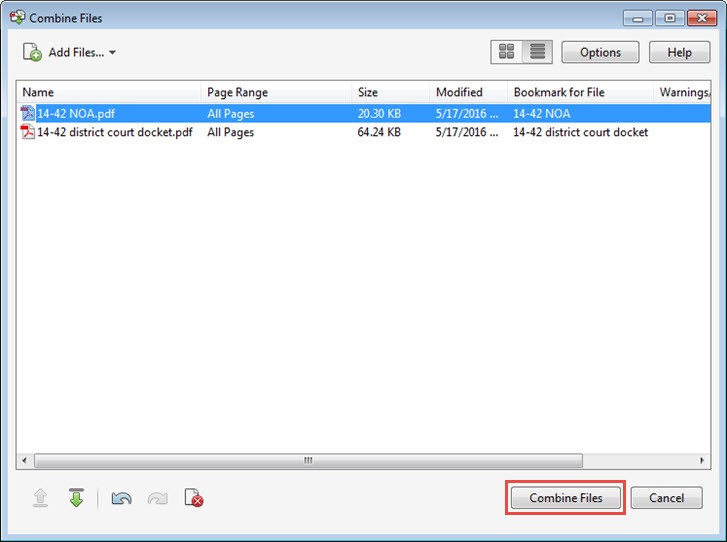 Combine Files
Add Files...
Options
Help
Name Page Range Size Modified Bookmark for File Warnings/
14-42 NOA.pdf All Pages 20.30 KB 5/17/2016 ... 14-42 NOA
14-42 district court docket.pdf All Pages 64.24 KB 5/17/2016 ... 14-42 district court docket
Combine Files
Cancel